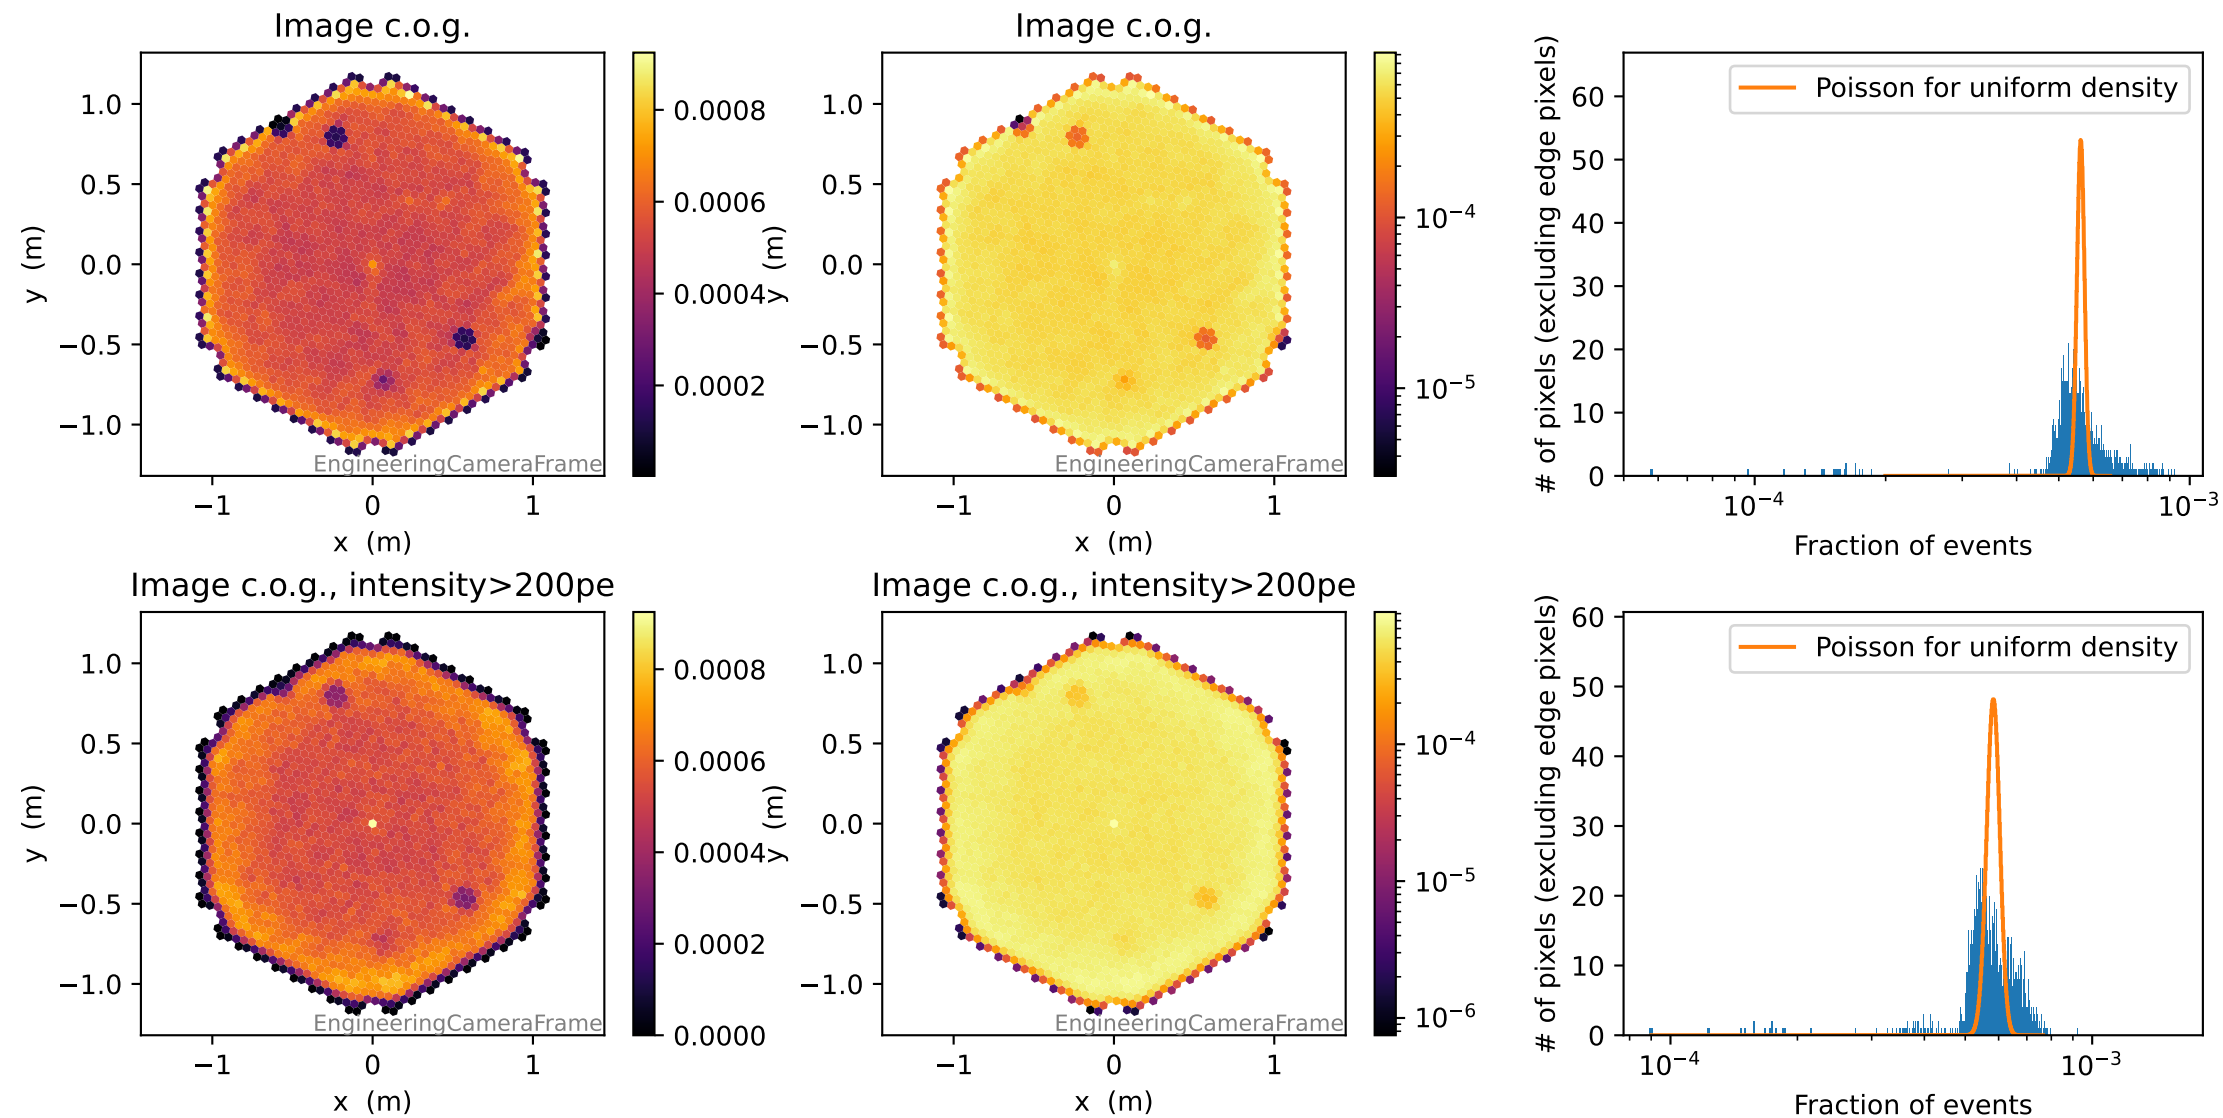 Image c.o.g.
1.0
0.5
0.0
−0.5
−1.0
y (m)
−1
0
1
x (m)
EngineeringCameraFrame
0.0008
0.0006
0.0004
0.0002
Image c.o.g.
1.0
0.5
0.0
−0.5
−1.0
y (m)
−1
0
1
x (m)
EngineeringCameraFrame
10⁻⁴
10⁻⁵
# of pixels (excluding edge pixels)
60
50
40
30
20
10
0
Poisson for uniform density
10⁻⁴
10⁻³
Fraction of events
Image c.o.g., intensity>200pe
1.0
0.5
0.0
−0.5
−1.0
y (m)
−1
0
1
x (m)
EngineeringCameraFrame
0.0008
0.0006
0.0004
0.0002
0.0000
Image c.o.g., intensity>200pe
1.0
0.5
0.0
−0.5
−1.0
y (m)
−1
0
1
x (m)
EngineeringCameraFrame
10⁻⁴
10⁻⁵
10⁻⁶
# of pixels (excluding edge pixels)
60
50
40
30
20
10
0
Poisson for uniform density
10⁻⁴
10⁻³
Fraction of events